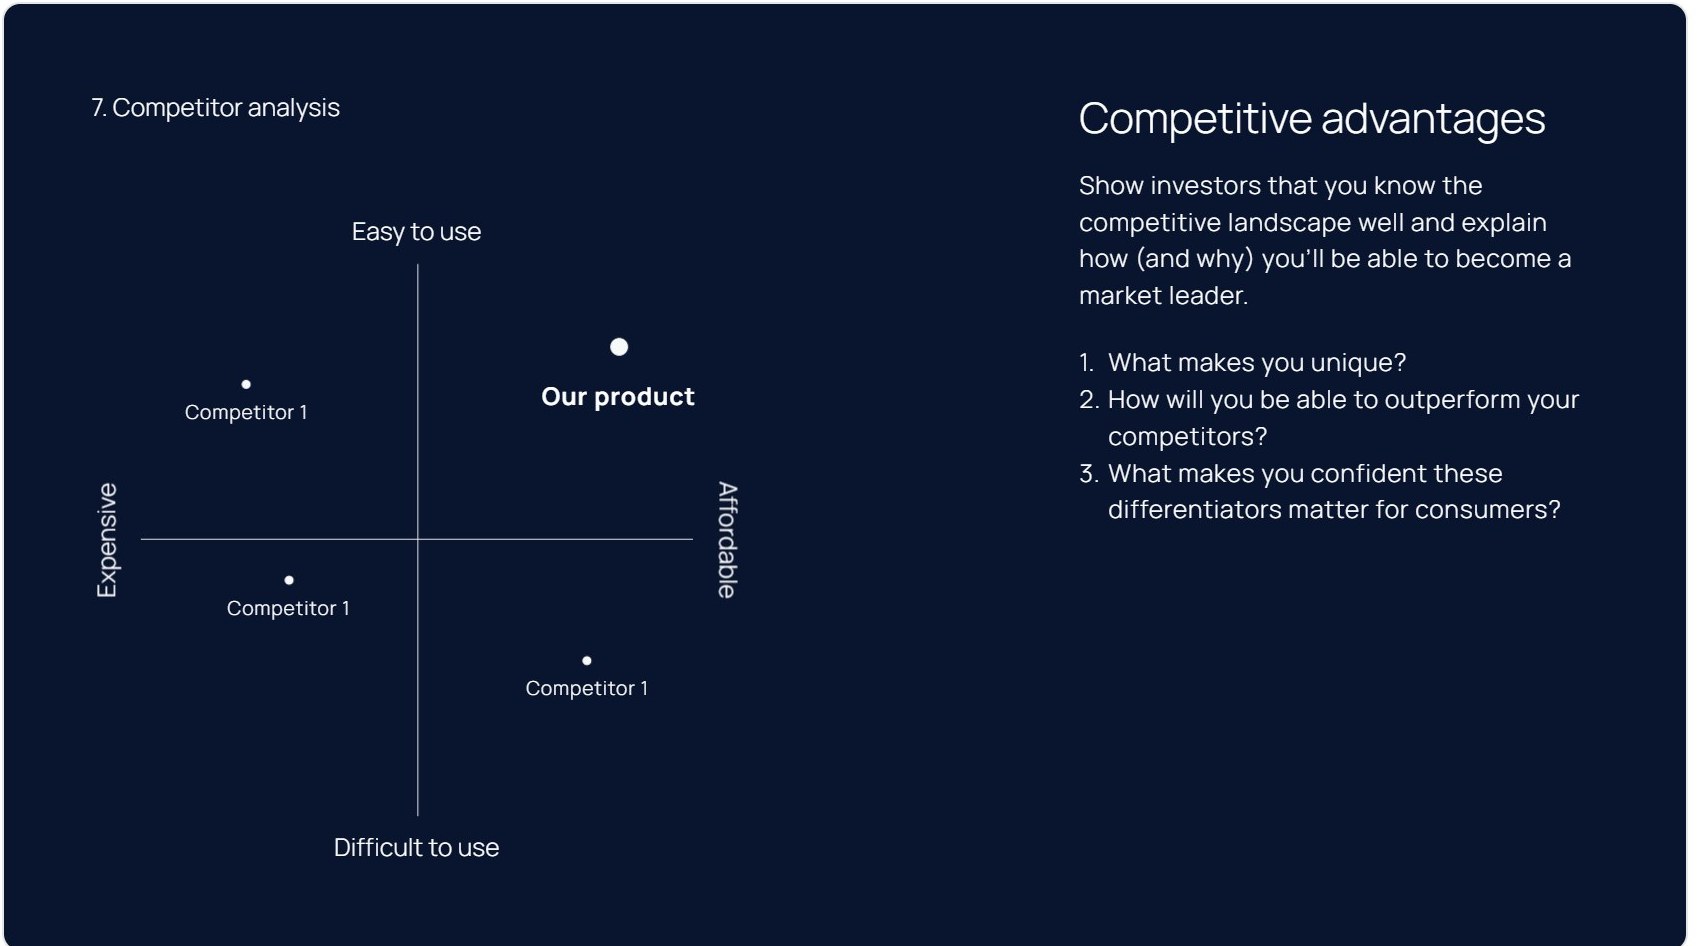 7. Competitor analysis
Easy to use
Competitor 1
Our product
Expensive
Affordable
Competitor 1
Competitor 1
Difficult to use
Competitive advantages
Show investors that you know the
competitive landscape well and explain
how (and why) you’ll be able to become a
market leader.
1. What makes you unique?
2. How will you be able to outperform your
competitors?
3. What makes you confident these
differentiators matter for consumers?